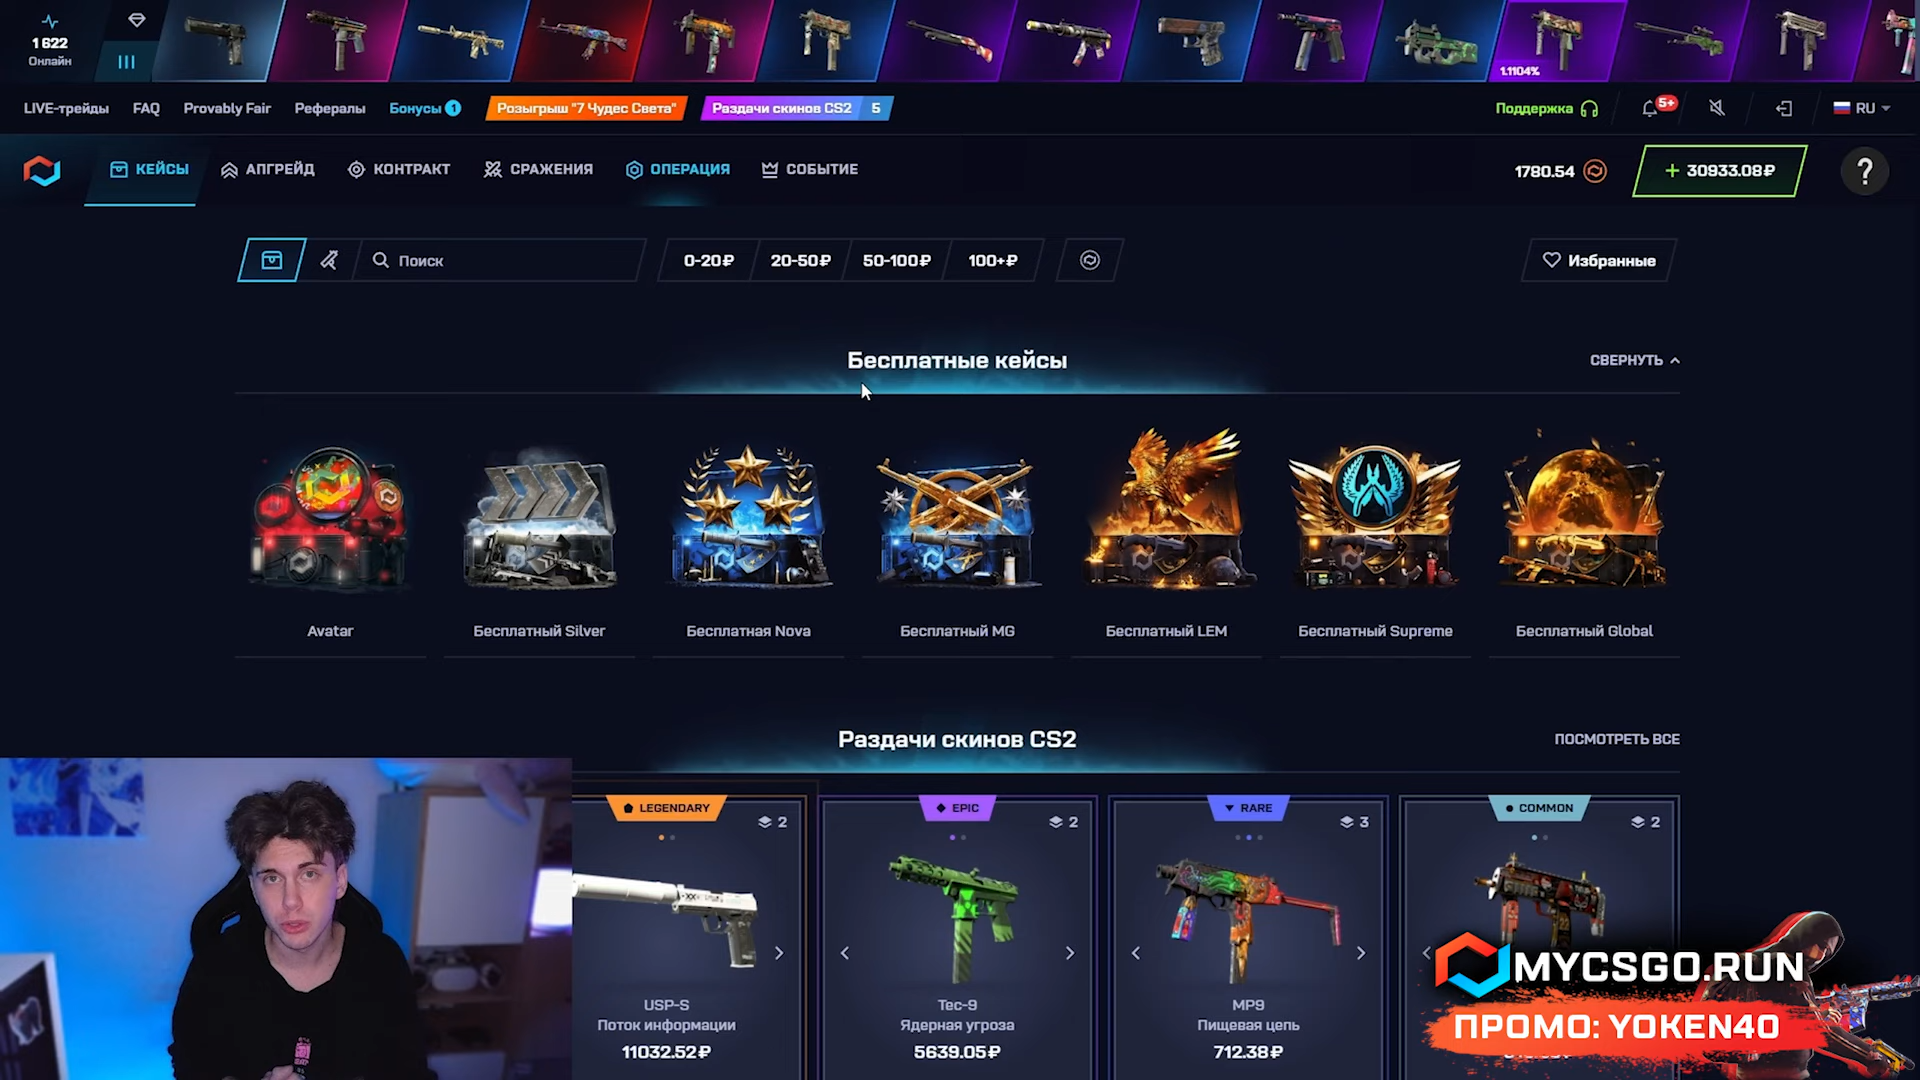 1 622
Онлайн
1.1104%
LIVE-трейды
FAQ
Provably Fair
Рефералы
Бонусы 1
Розыгрыш "7 Чудес Света"
Раздачи скинов CS2 5
Поддержка
5+
RU
КЕЙСЫ
АПГРЕЙД
КОНТРАКТ
СРАЖЕНИЯ
ОПЕРАЦИЯ
СОБЫТИЕ
1780.54
+ 30933.08₽
?
Поиск
0-20₽
20-50₽
50-100₽
100+₽
Избранные
Бесплатные кейсы
СВЕРНУТЬ
Avatar
Бесплатный Silver
Бесплатная Nova
Бесплатный MG
Бесплатный LEM
Бесплатный Supreme
Бесплатный Global
Раздачи скинов CS2
ПОСМОТРЕТЬ ВСЕ
LEGENDARY
2
EPIC
2
RARE
3
COMMON
2
USP-S
Поток информации
11032.52₽
Tec-9
Ядерная угроза
5639.05₽
MP9
Пищевая цепь
712.38₽
MYCSGO.RUN
ПРОМО: YOKEN40